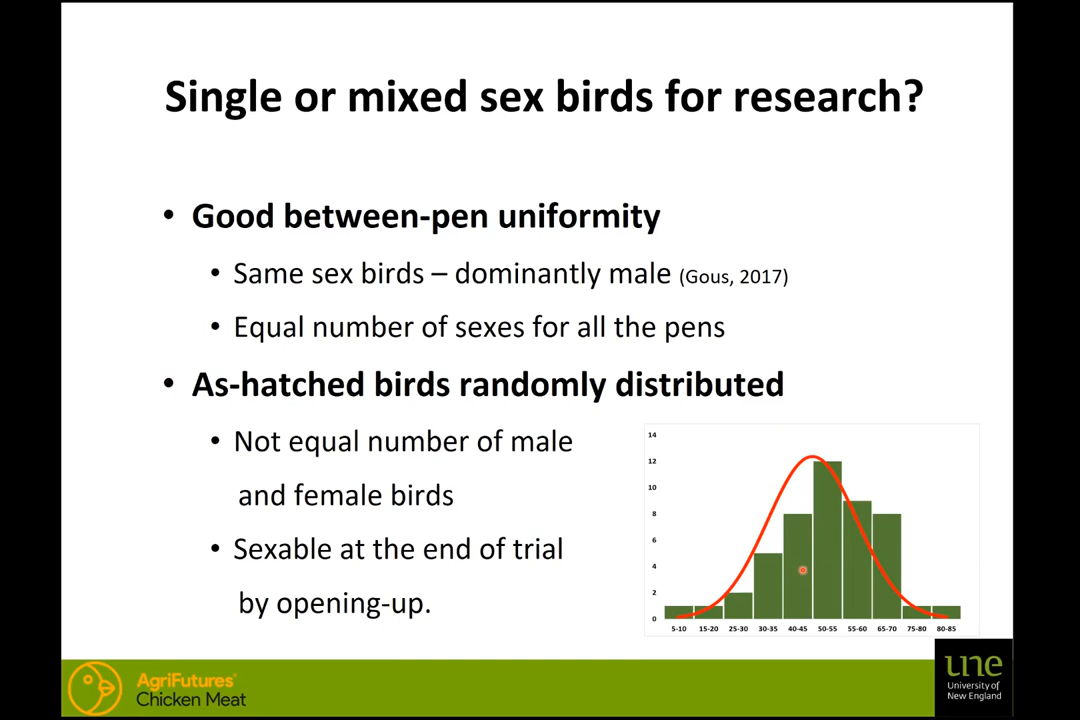 Single or mixed sex birds for research?
• Good between-pen uniformity
• Same sex birds – dominantly male (Gous, 2017)
• Equal number of sexes for all the pens
• As-hatched birds randomly distributed
• Not equal number of male
and female birds
• Sexable at the end of trial
by opening-up.
14
12
10
8
6
4
2
0
5-10 15-20 25-30 30-35 40-45 50-55 55-60 65-70 75-80 80-85
AgriFutures®
Chicken Meat
une
University of
New England